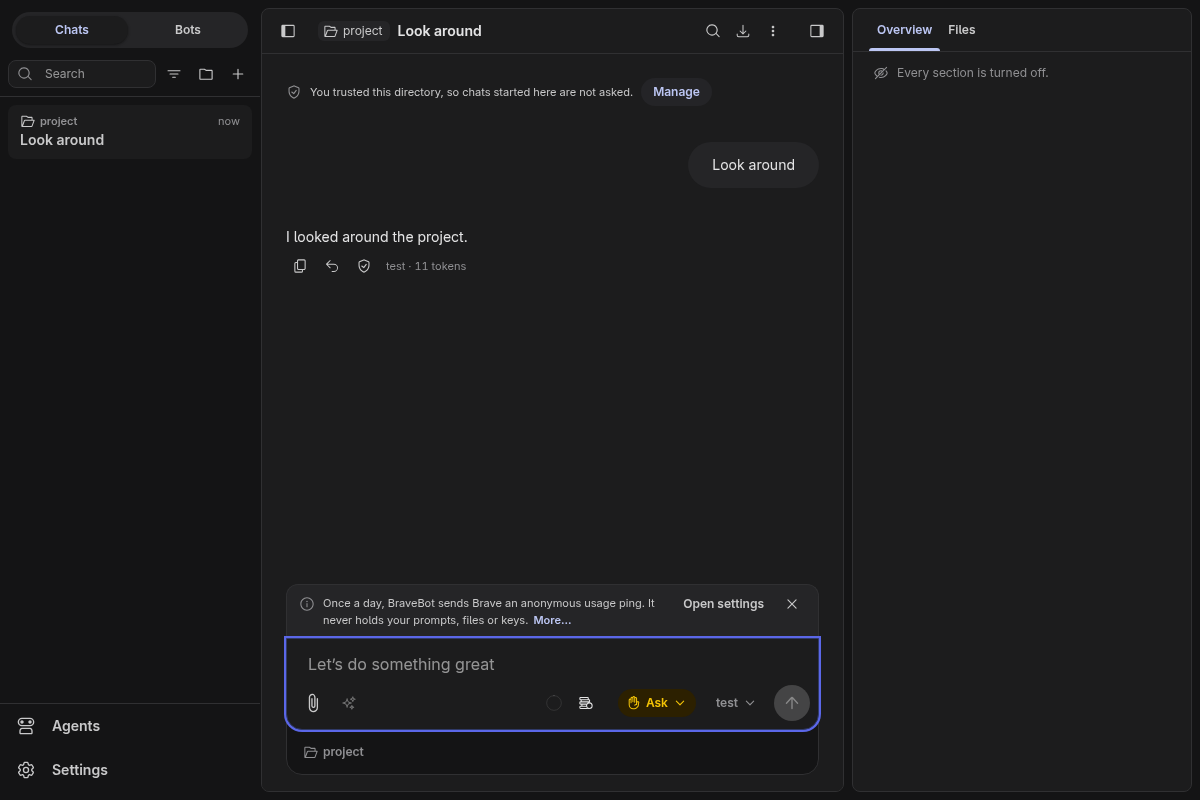 Chats
Bots
Search
project
now
Look around
Agents
Settings
project
Look around
You trusted this directory, so chats started here are not asked.
Manage
Look around
I looked around the project.
test · 11 tokens
Once a day, BraveBot sends Brave an anonymous usage ping. It
never holds your prompts, files or keys. More...
Open settings
Let's do something great
Ask
test
project
Overview
Files
Every section is turned off.